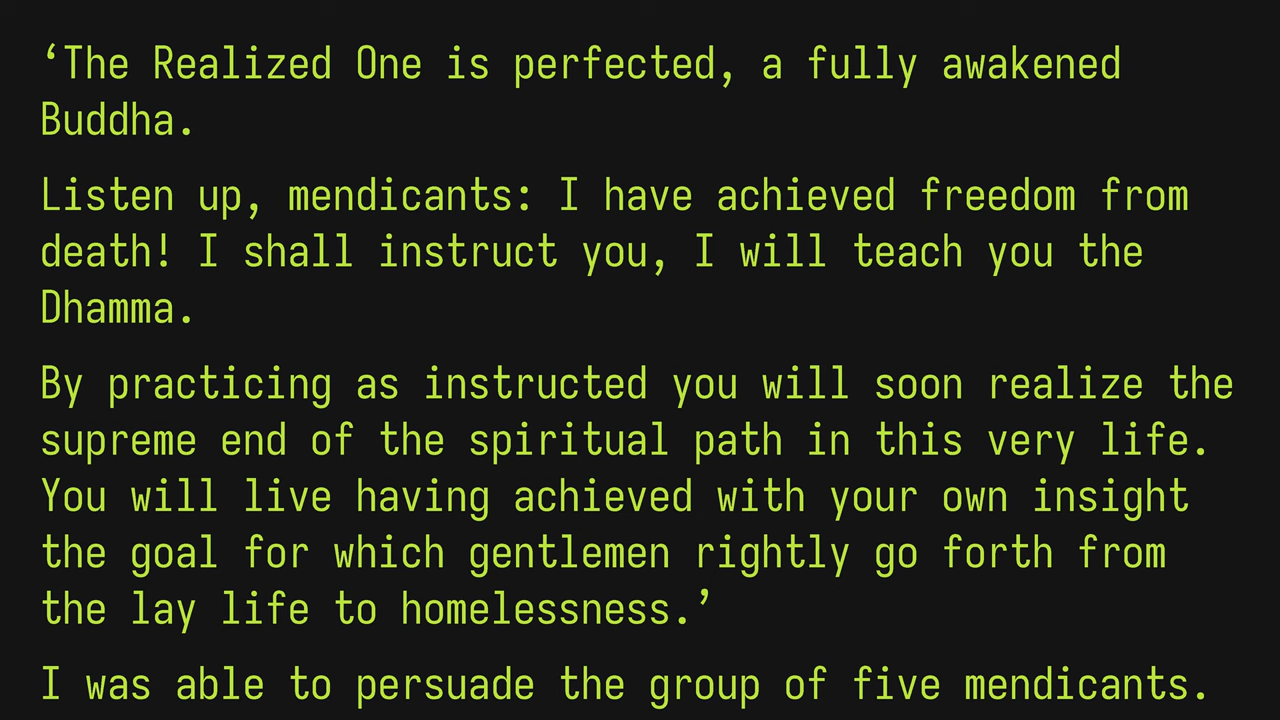 ‘The Realized One is perfected, a fully awakened
Buddha.
Listen up, mendicants: I have achieved freedom from
death! I shall instruct you, I will teach you the
Dhamma.
By practicing as instructed you will soon realize the
supreme end of the spiritual path in this very life.
You will live having achieved with your own insight
the goal for which gentlemen rightly go forth from
the lay life to homelessness.’
I was able to persuade the group of five mendicants.